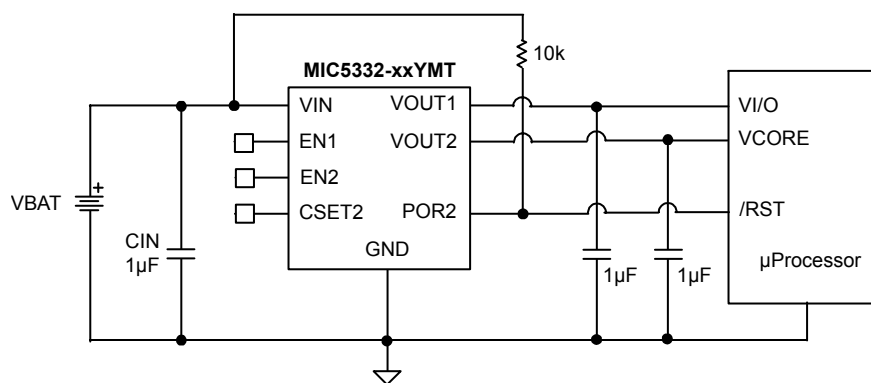 10k
MIC5332-xxYMT
VIN
VOUT1
VI/O
EN1
VOUT2
VCORE
EN2
VBAT
+
CSET2
POR2
/RST
CIN
1µF
GND
1µF
1µF
µProcessor